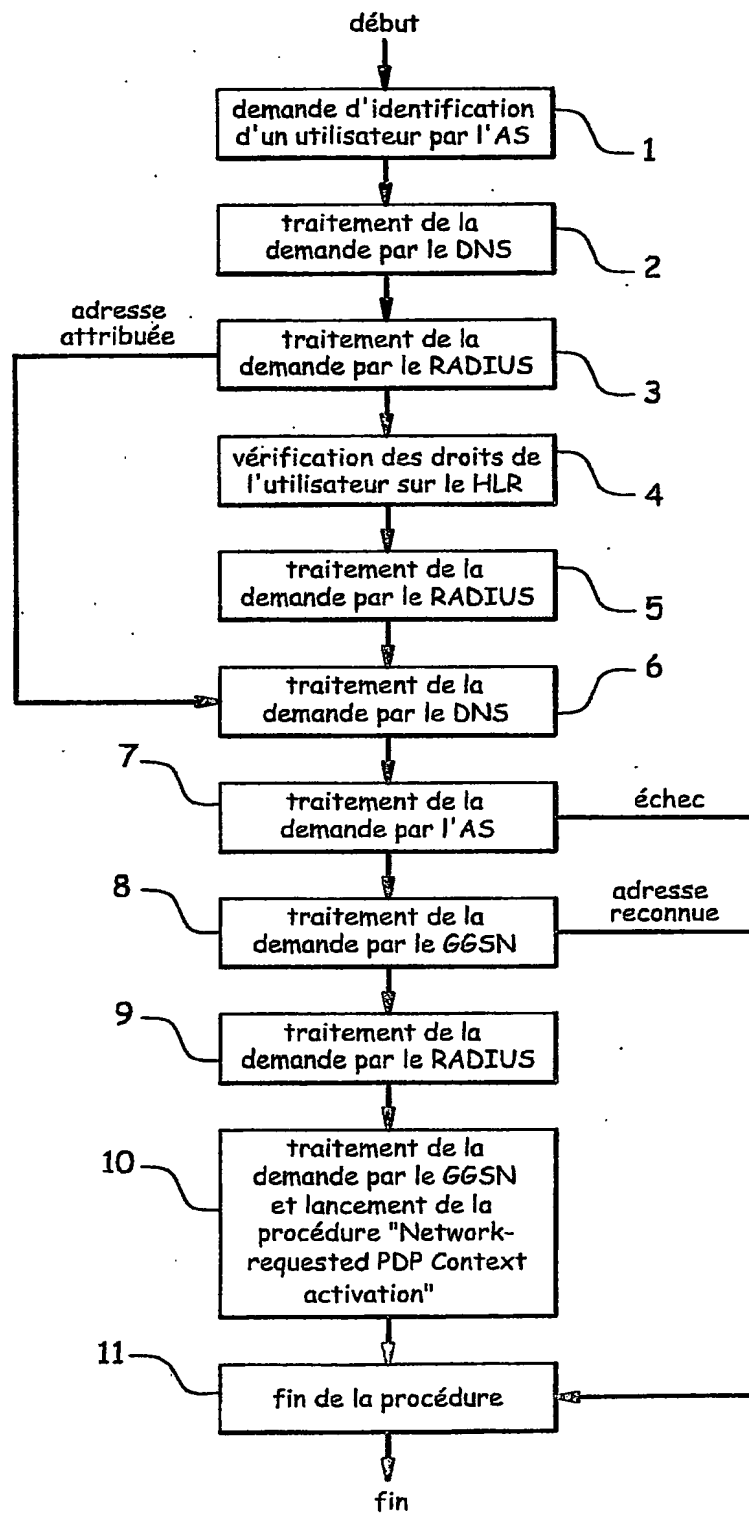 début
demande d'identification
d'un utilisateur par l'AS
1
traitement de la
demande par le DNS
2
adresse
attribuée
traitement de la
demande par le RADIUS
3
vérification des droits de
l'utilisateur sur le HLR
4
traitement de la
demande par le RADIUS
5
traitement de la
demande par le DNS
6
7
traitement de la
demande par l'AS
échec
8
traitement de la
demande par le GGSN
adresse
reconnue
9
traitement de la
demande par le RADIUS
10
traitement de la
demande par le GGSN
et lancement de la
procédure "Network-
requested PDP Context
activation"
11
fin de la procédure
fin